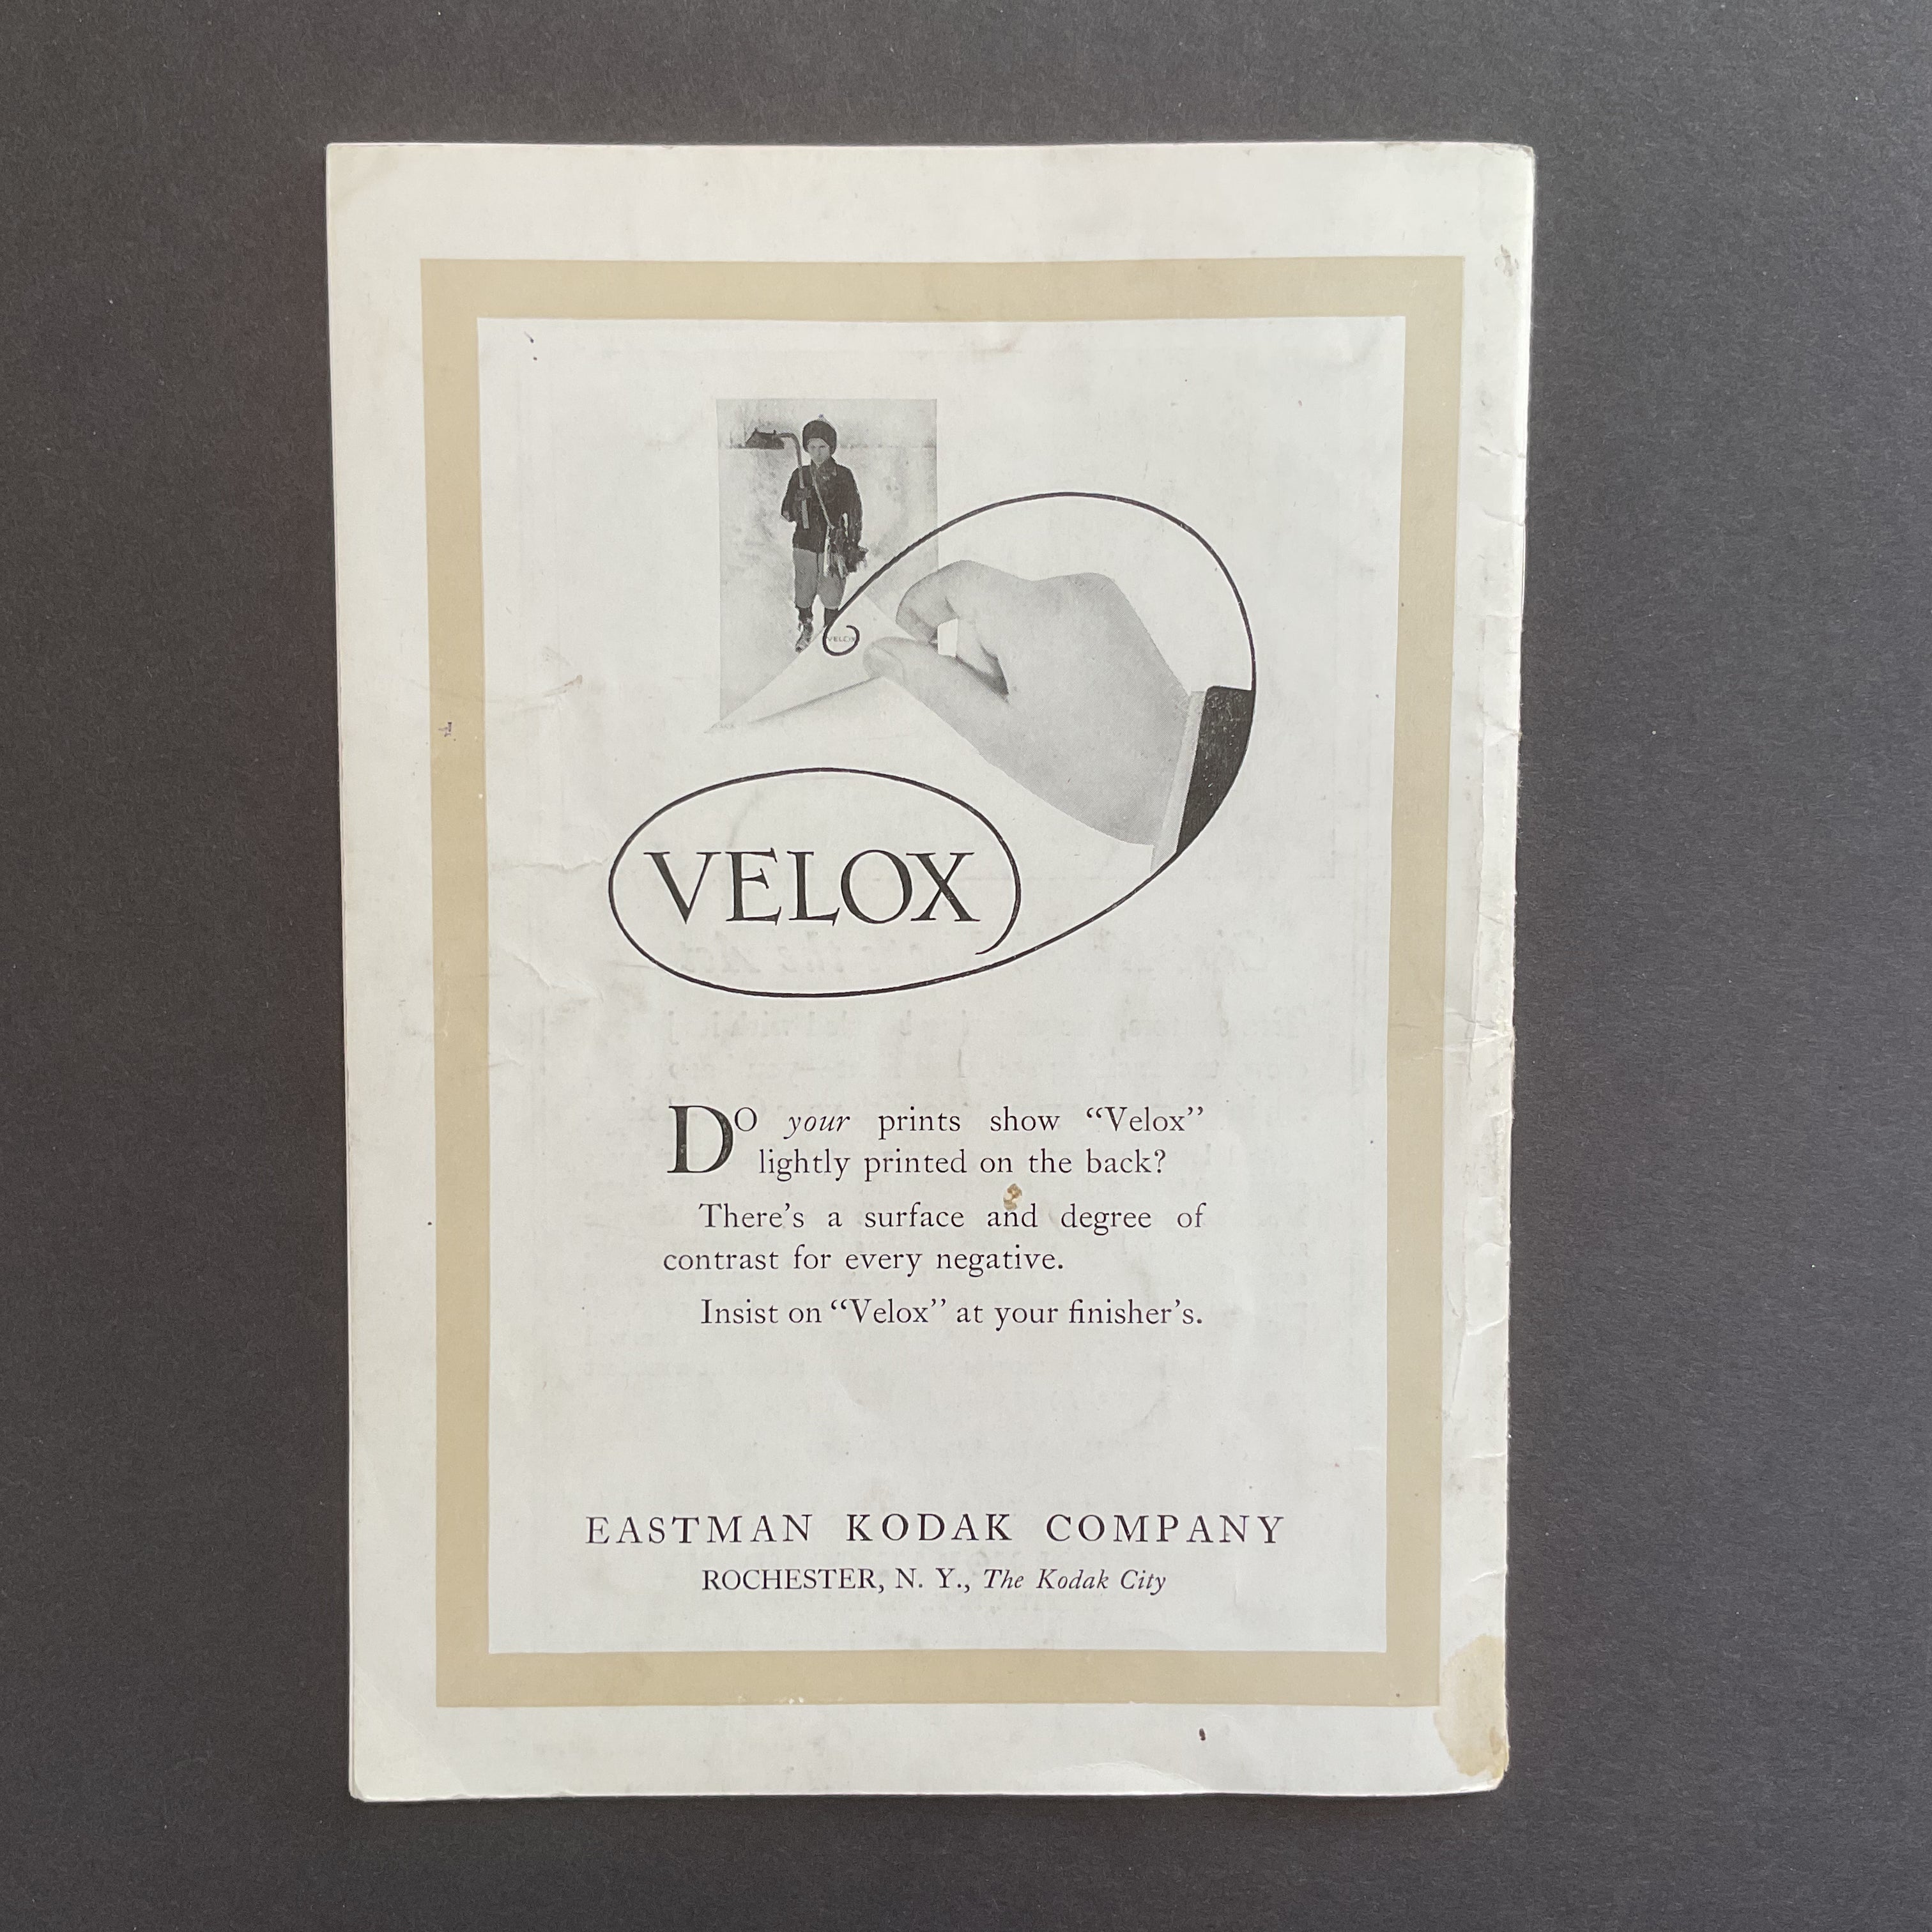 VELOX
VELOX
DO your prints show “Velox”
lightly printed on the back?
There’s a surface and degree of
contrast for every negative.
Insist on “Velox” at your finisher’s.
EASTMAN KODAK COMPANY
ROCHESTER, N. Y., The Kodak City